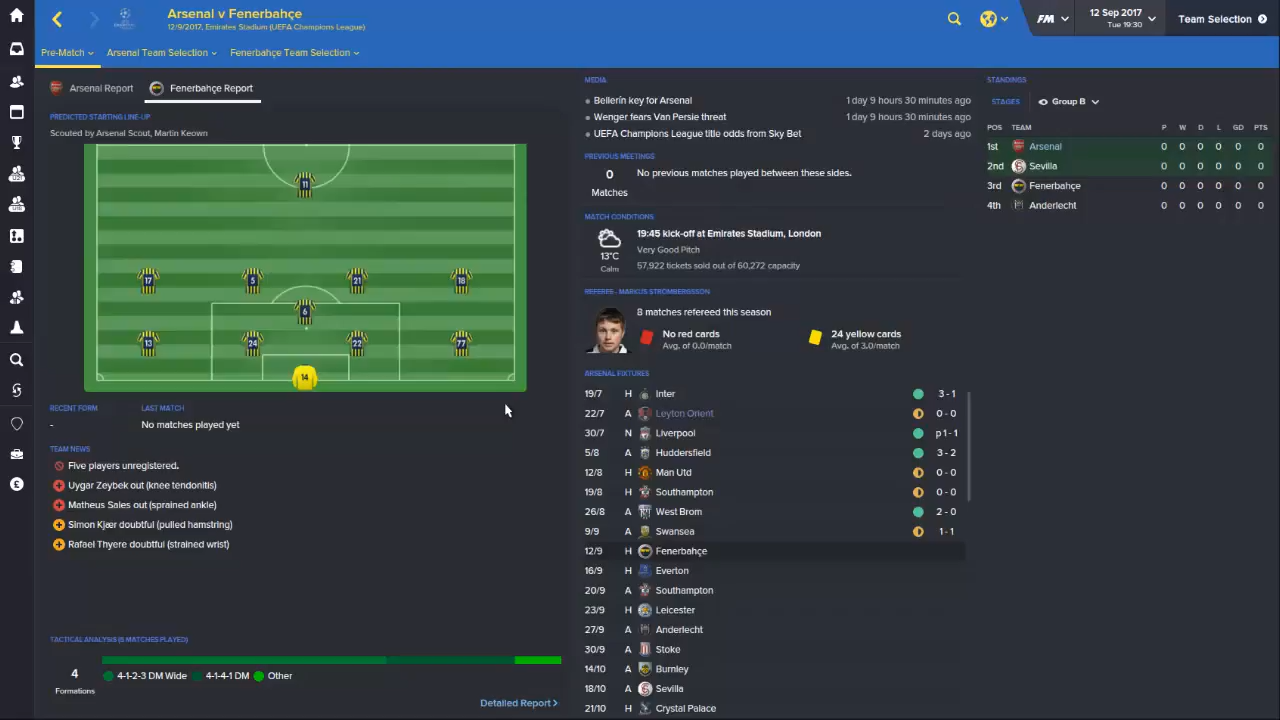 Arsenal v Fenerbahçe
12/9/2017, Emirates Stadium (UEFA Champions League)
FM
12 Sep 2017
Tue 19:30
Team Selection
Pre-Match
Arsenal Team Selection
Fenerbahçe Team Selection
Arsenal Report
Fenerbahçe Report
PREDICTED STARTING LINE-UP
Scouted by Arsenal Scout, Martin Keown
11
17 5 21 18
6
13 24 22 77
14
RECENT FORM LAST MATCH
- No matches played yet
TEAM NEWS
Five players unregistered.
Uygar Zeybek out (knee tendonitis)
Matheus Sales out (sprained ankle)
Simon Kjær doubtful (pulled hamstring)
Rafael Thyere doubtful (strained wrist)
TACTICAL ANALYSIS (8 MATCHES PLAYED)
4
Formations
4-1-2-3 DM Wide 4-1-4-1 DM Other
Detailed Report >
MEDIA
Bellerín key for Arsenal 1 day 9 hours 30 minutes ago
Wenger fears Van Persie threat 1 day 9 hours 30 minutes ago
UEFA Champions League title odds from Sky Bet 2 days ago
PREVIOUS MEETINGS
0
Matches
No previous matches played between these sides.
MATCH CONDITIONS
13°C
Calm
19:45 kick-off at Emirates Stadium, London
Very Good Pitch
57,922 tickets sold out of 60,272 capacity
REFEREE - MARKUS STRÖMBERGSSON
8 matches refereed this season
No red cards
Avg. of 0.0/match
24 yellow cards
Avg. of 3.0/match
ARSENAL FIXTURES
19/7 H Inter 3 - 1
22/7 A Leyton Orient 0 - 0
30/7 N Liverpool p 1 - 1
5/8 A Huddersfield 3 - 2
12/8 H Man Utd 0 - 0
19/8 H Southampton 0 - 0
26/8 A West Brom 2 - 0
9/9 A Swansea 1 - 1
12/9 H Fenerbahçe
16/9 H Everton
20/9 A Southampton
23/9 H Leicester
27/9 A Anderlecht
30/9 A Stoke
14/10 A Burnley
18/10 A Sevilla
21/10 H Crystal Palace
STANDINGS
STAGES Group B
POS TEAM P W D L GD PTS
1st Arsenal 0 0 0 0 0 0
2nd Sevilla 0 0 0 0 0 0
3rd Fenerbahçe 0 0 0 0 0 0
4th Anderlecht 0 0 0 0 0 0